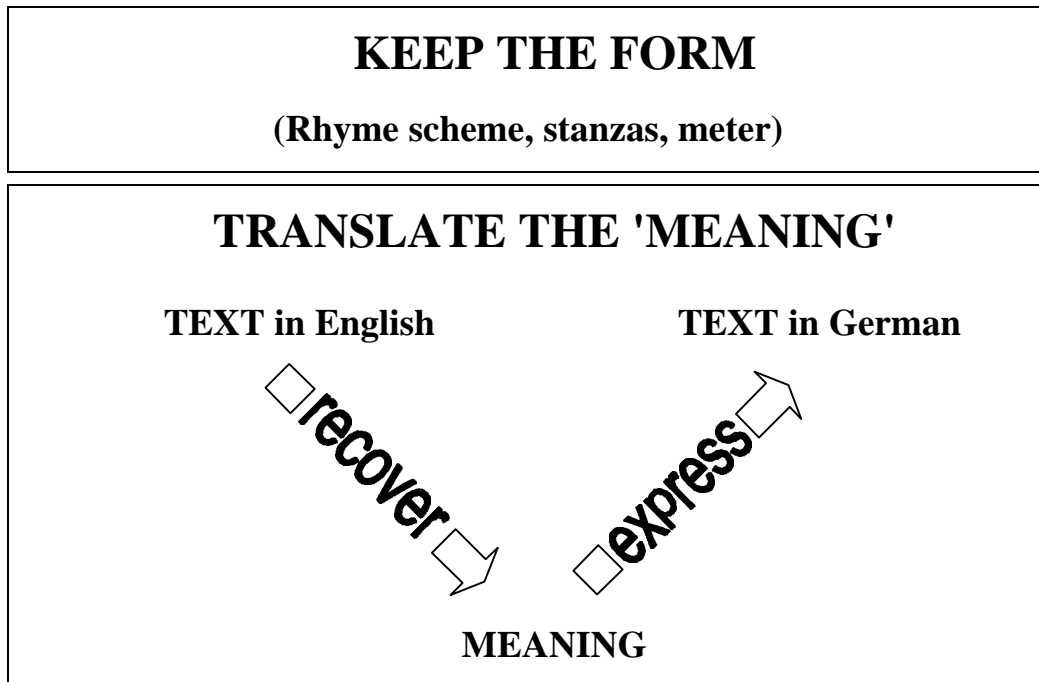 KEEP THE FORM
(Rhyme scheme, stanzas, meter)
TRANSLATE THE 'MEANING'
TEXT in English
TEXT in German
recover
express
MEANING